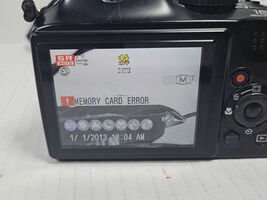 SR AUTO
M
! MEMORY CARD ERROR
1/ 1/2013 12:04 AM